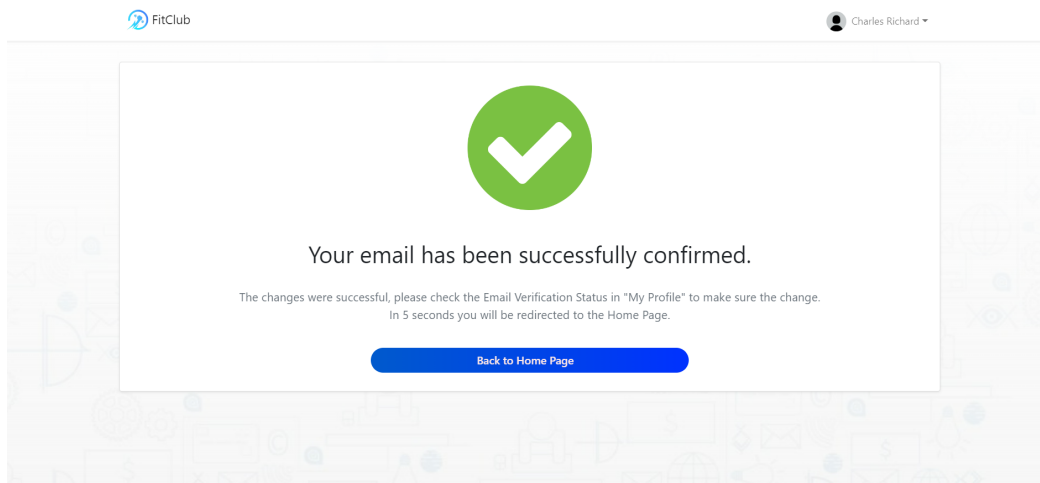 FitClub
Charles Richard
Your email has been successfully confirmed.
The changes were successful, please check the Email Verification Status in "My Profile" to make sure the change.
In 5 seconds you will be redirected to the Home Page.
Back to Home Page